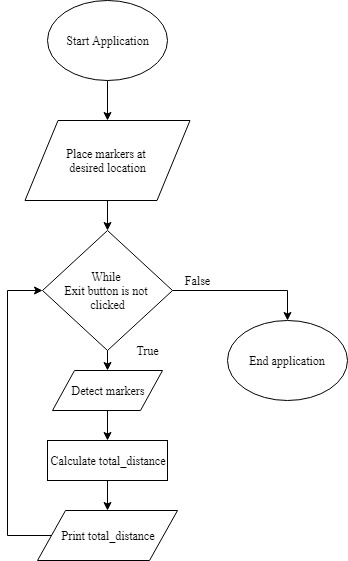 Start Application
Place markers at
desired location
While
Exit button is not
clicked
False
True
End application
Detect markers
Calculate total_distance
Print total_distance